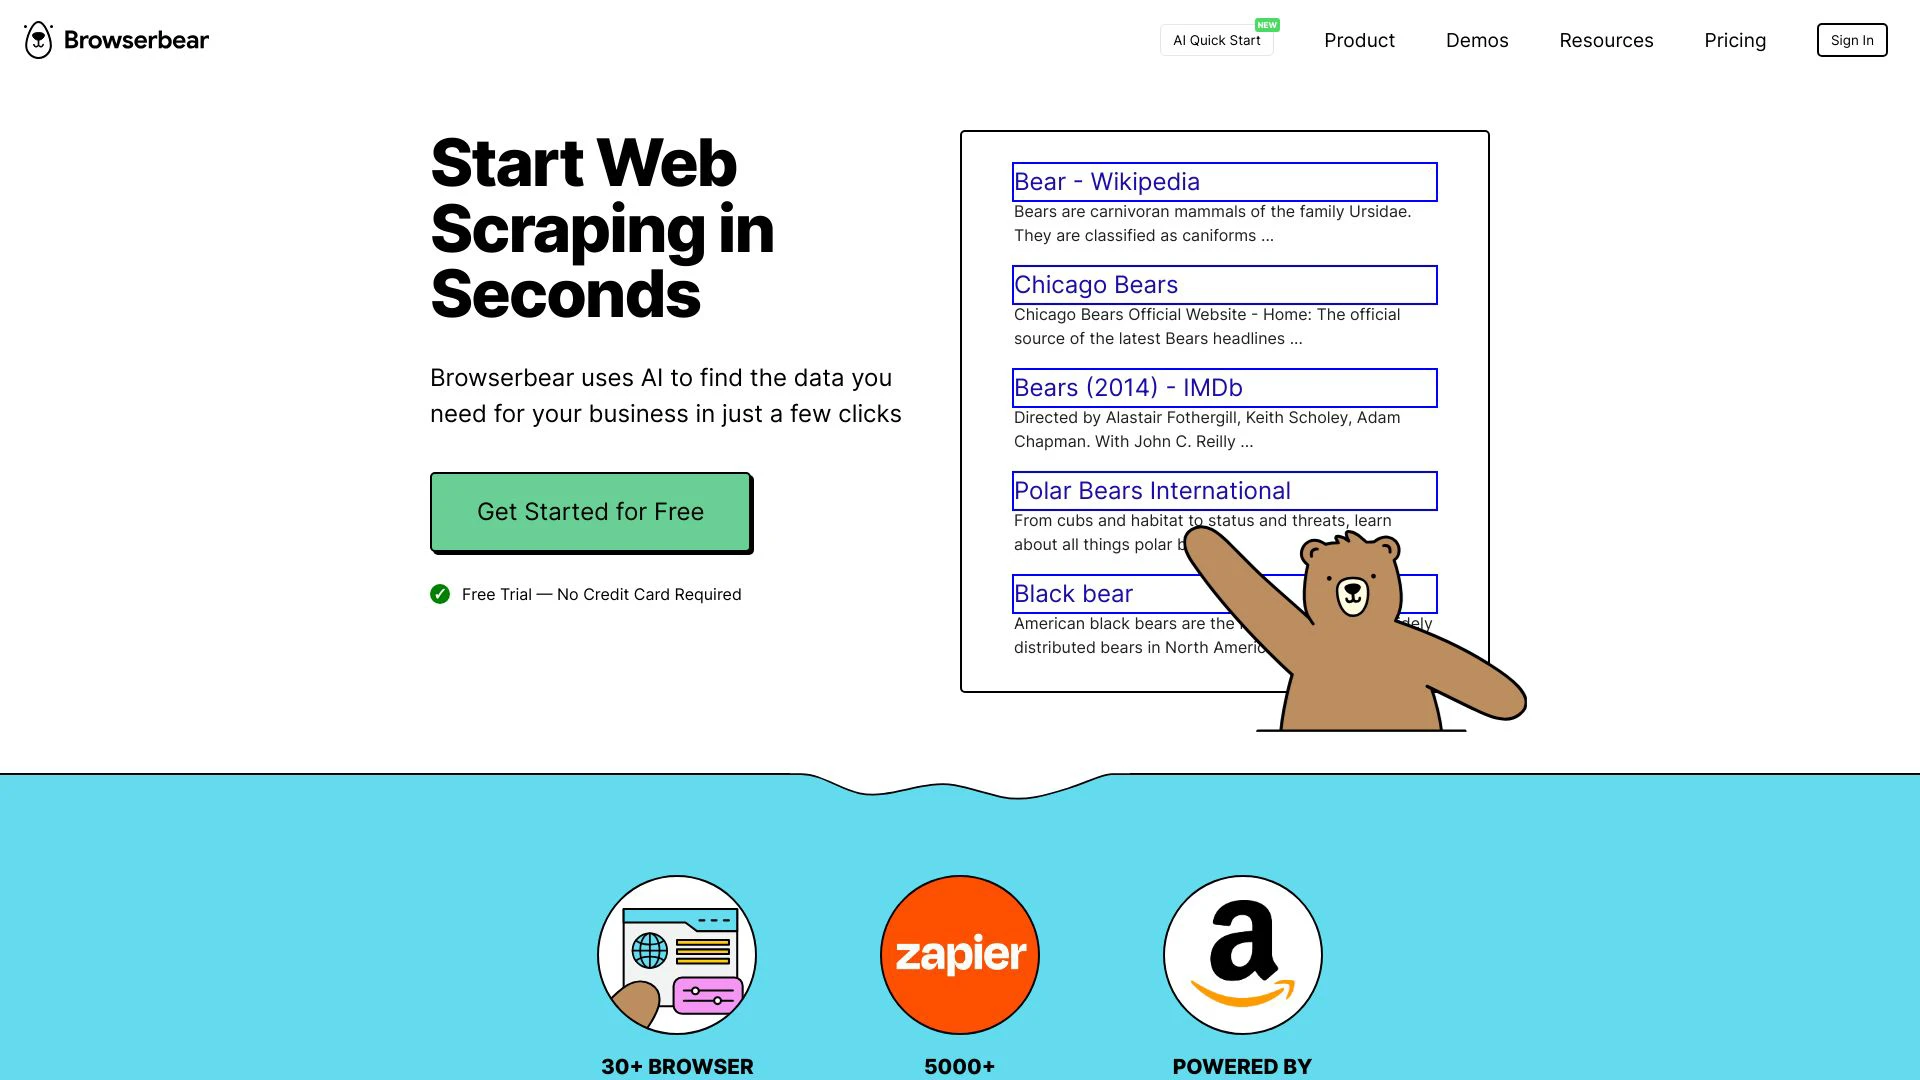 Browserbear
AI Quick Start
NEW
Product
Demos
Resources
Pricing
Sign In
Start Web
Scraping in
Seconds
Browserbear uses AI to find the data you
need for your business in just a few clicks
Get Started for Free
Free Trial — No Credit Card Required
Bear - Wikipedia
Bears are carnivoran mammals of the family Ursidae.
They are classified as caniforms ...
Chicago Bears
Chicago Bears Official Website - Home: The official
source of the latest Bears headlines ...
Bears (2014) - IMDb
Directed by Alastair Fothergill, Keith Scholey, Adam
Chapman. With John C. Reilly ...
Polar Bears International
From cubs and habitat to status and threats, learn
about all things polar
Black bear
American black bears are the
distributed bears in North
zapier
a
30+ BROWSER
5000+
POWERED BY